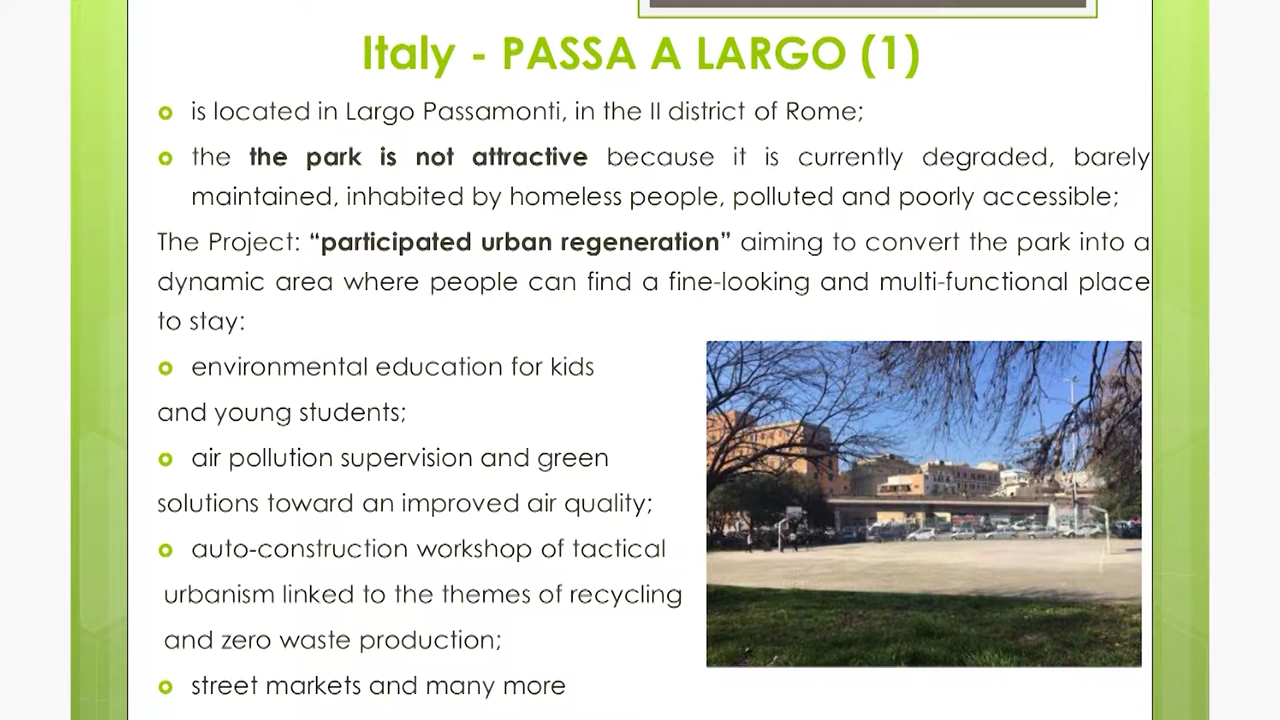 Italy - PASSA A LARGO (1)
is located in Largo Passamonti, in the II district of Rome;
the the park is not attractive because it is currently degraded, barely
maintained, inhabited by homeless people, polluted and poorly accessible;
The Project: “participated urban regeneration” aiming to convert the park into a
dynamic area where people can find a fine-looking and multi-functional place
to stay:
environmental education for kids
and young students;
air pollution supervision and green
solutions toward an improved air quality;
auto-construction workshop of tactical
urbanism linked to the themes of recycling
and zero waste production;
street markets and many more